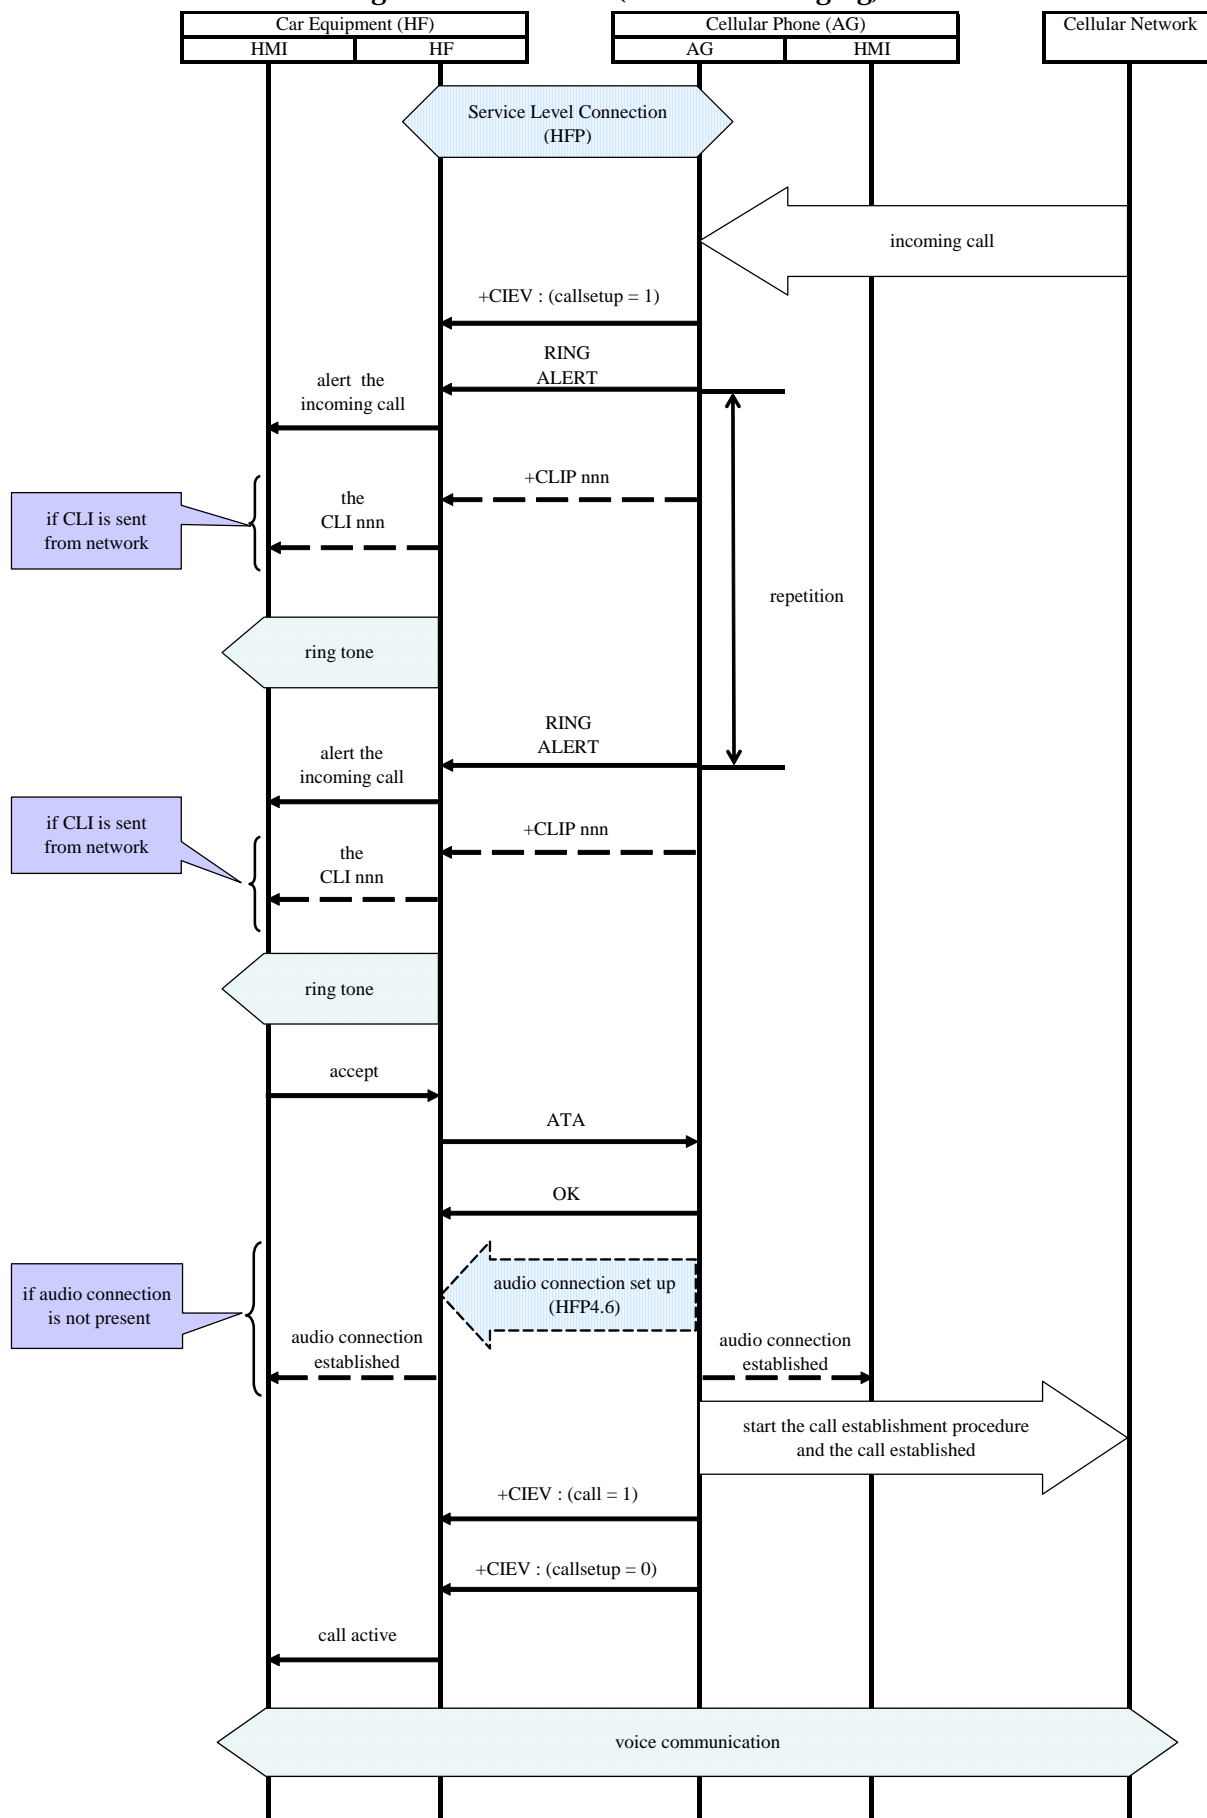 Car Equipment (HF)
Cellular Phone (AG)
Cellular Network
HMI
HF
AG
HMI
Service Level Connection
(HFP)
incoming call
+CIEV : (callsetup = 1)
RING
ALERT
alert the
incoming call
+CLIP nnn
the
CLI nnn
if CLI is sent
from network
repetition
ring tone
RING
ALERT
alert the
incoming call
if CLI is sent
from network
+CLIP nnn
the
CLI nnn
ring tone
accept
ATA
OK
audio connection set up
(HFP4.6)
if audio connection
is not present
audio connection
established
audio connection
established
start the call establishment procedure
and the call established
+CIEV : (call = 1)
+CIEV : (callsetup = 0)
call active
voice communication